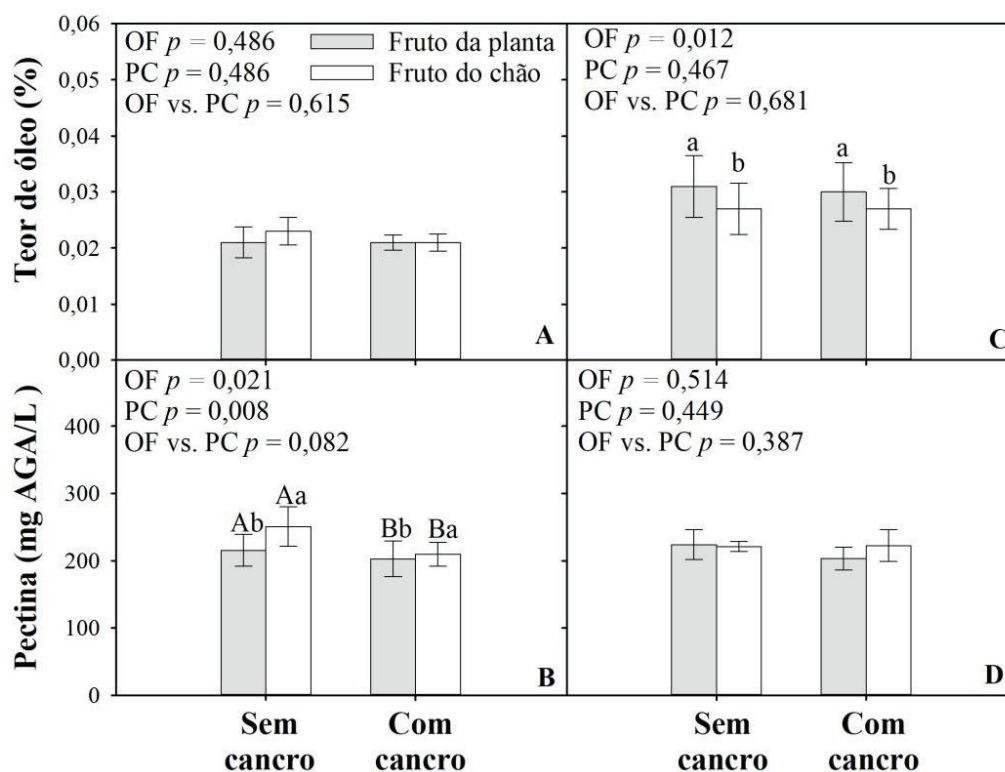 Teor de óleo (%)
0,06
0,05
0,04
0,03
0,02
0,01
0,00
OF p = 0,486
PC p = 0,486
OF vs. PC p = 0,615
Fruto da planta
Fruto do chão
A
OF p = 0,012
PC p = 0,467
OF vs. PC p = 0,681
a
b
a
b
C
Pectina (mg AGA/L)
400
300
200
100
0
OF p = 0,021
PC p = 0,008
OF vs. PC p = 0,082
Ab
Aa
Bb
Ba
B
OF p = 0,514
PC p = 0,449
OF vs. PC p = 0,387
D
Sem
cancro
Com
cancro
Sem
cancro
Com
cancro